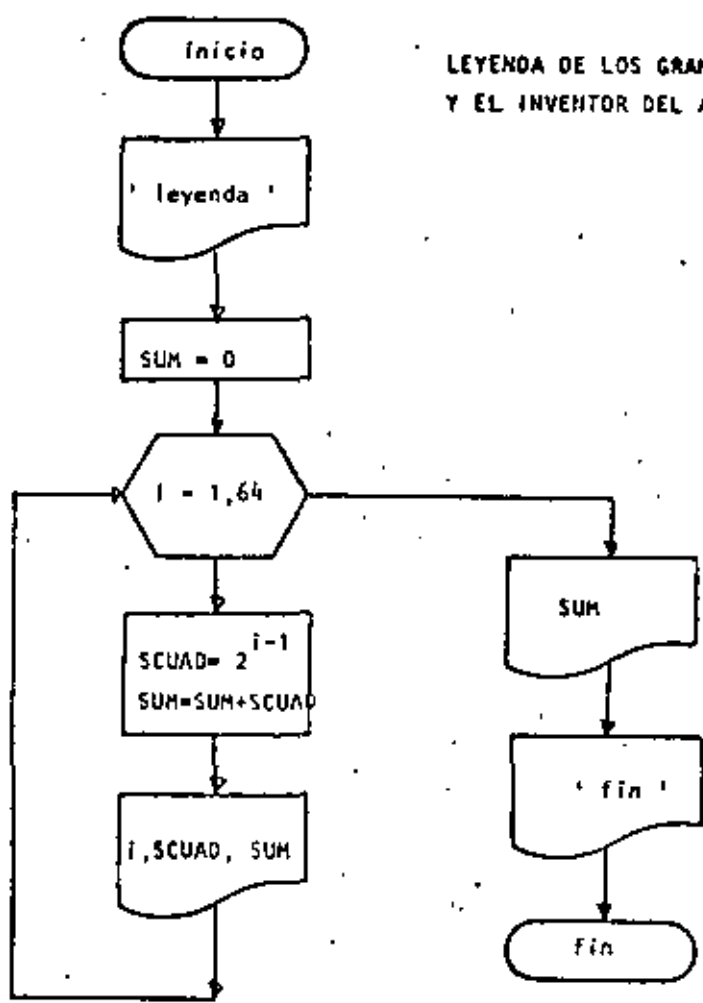 inicio
LEYENDA DE LOS
Y EL INVENTOR DEL
' leyenda '
SUM = 0
i = 1,64
SCUAD= 2^i-1
SUM=SUM+SCUAD
i,SCUAD, SUM
SUM
' fin '
fin